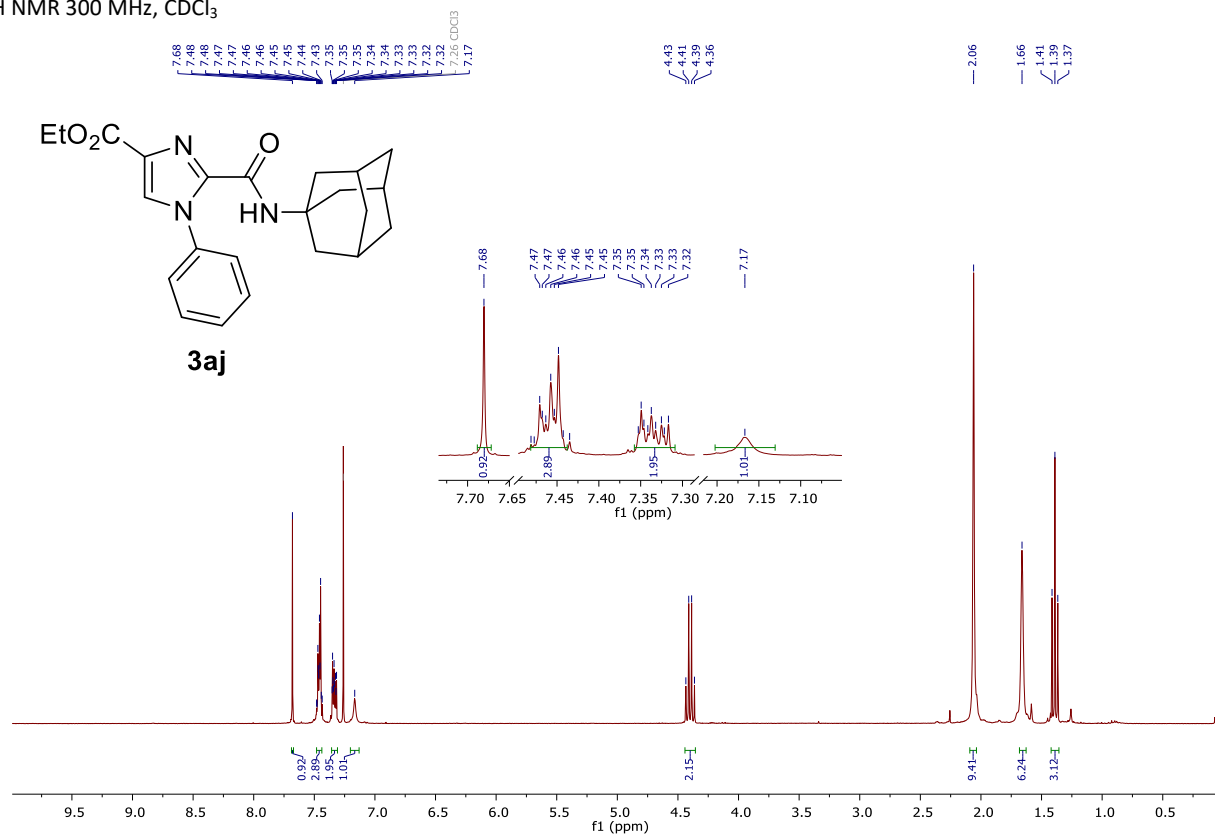 H NMR 300 MHz, CDCl3
7.68 7.48 7.48 7.47 7.47 7.46 7.46 7.45 7.45 7.44 7.43 7.35 7.35 7.35 7.34 7.34 7.33 7.33 7.32 7.32 7.26 CDCl3 7.17
4.43 4.41 4.39 4.36
2.06
1.66
1.41 1.39 1.37
EtO2C
N
O
N
HN
3aj
7.68
7.47 7.47 7.46 7.46 7.45 7.45 7.35 7.35 7.34 7.33 7.33 7.32
7.17
0.92 2.89 1.95 1.01
7.70 7.65 7.45 7.40 7.35 7.30 7.20 7.15 7.10
f1 (ppm)
0.92 2.89 1.95 1.01 2.15 9.41 6.24 3.12
9.5 9.0 8.5 8.0 7.5 7.0 6.5 6.0 5.5 5.0 4.5 4.0 3.5 3.0 2.5 2.0 1.5 1.0 0.5
f1 (ppm)